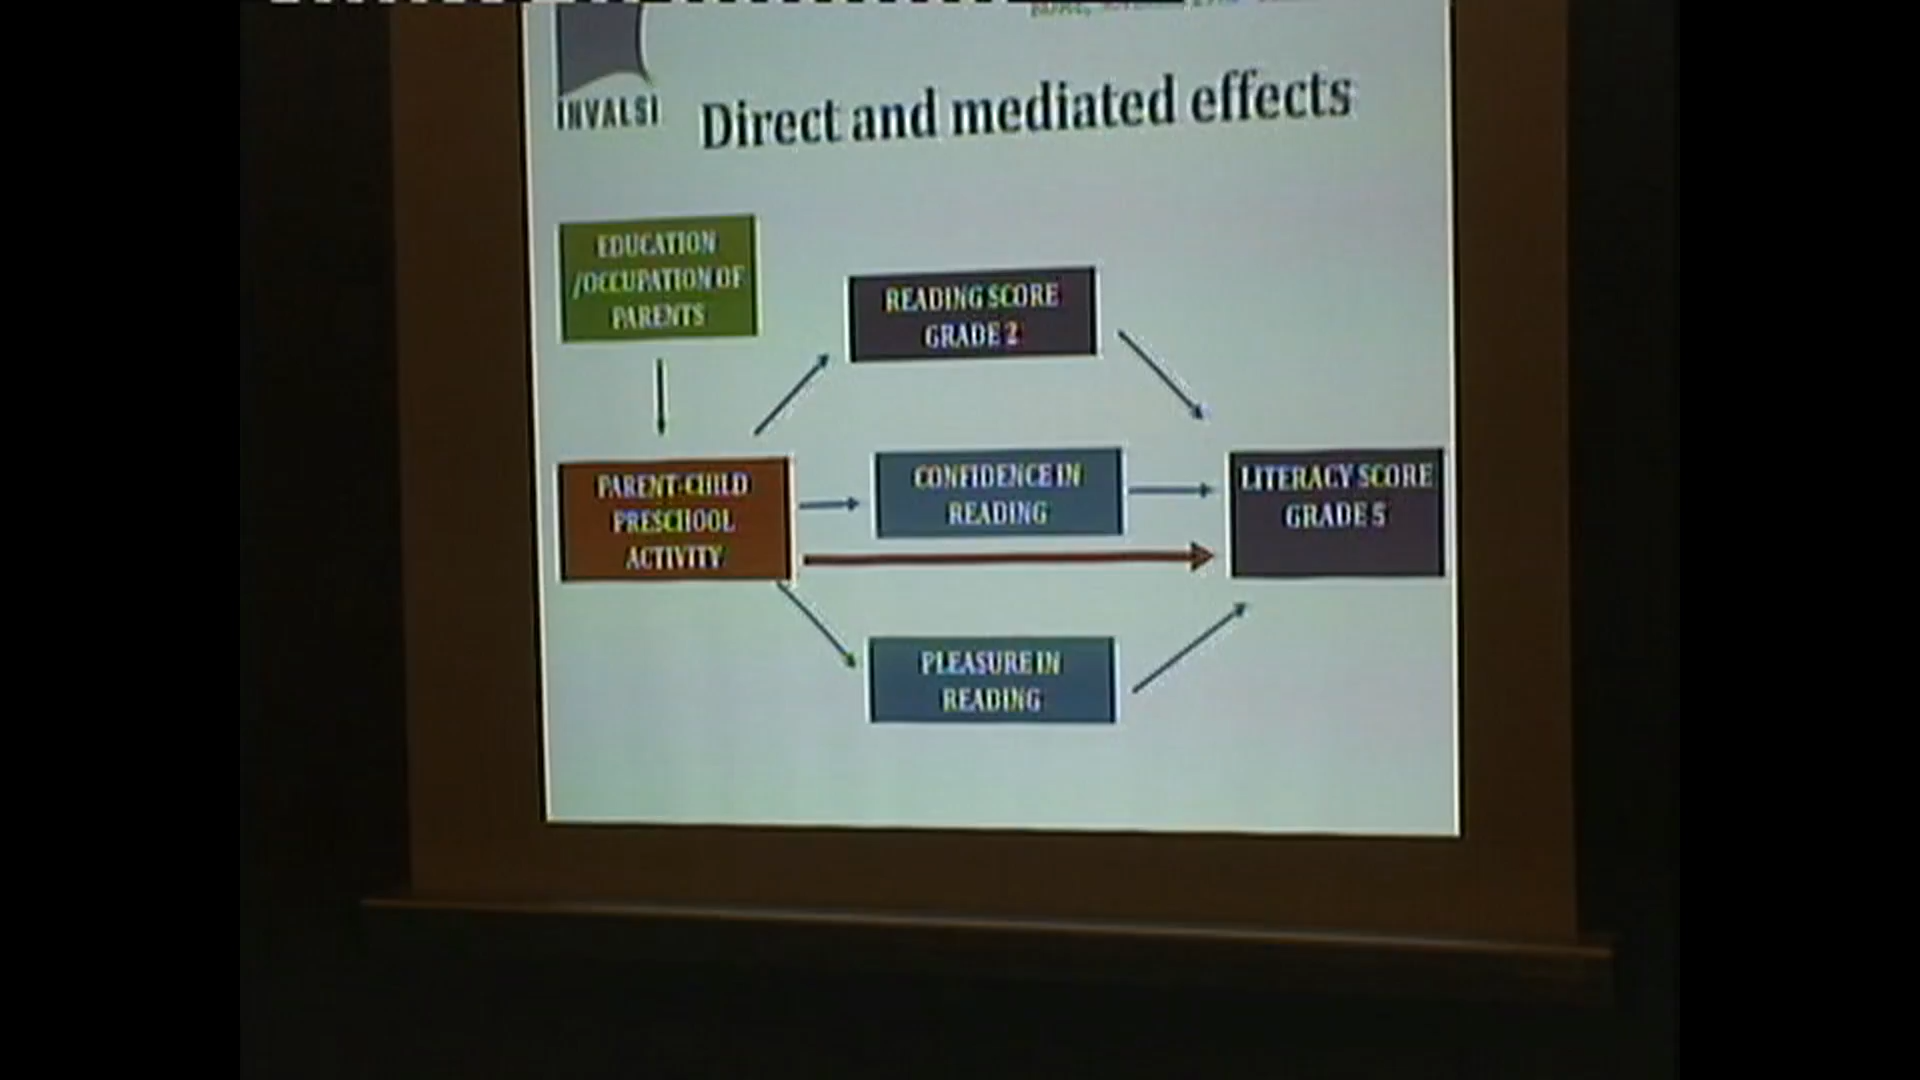 INVALSI
Direct and mediated effects
EDUCATION
/OCCUPATION OF
PARENTS
READING SCORE
GRADE 2
PARENT-CHILD
PRESCHOOL
ACTIVITY
CONFIDENCE IN
READING
LITERACY SCORE
GRADE 5
PLEASURE IN
READING